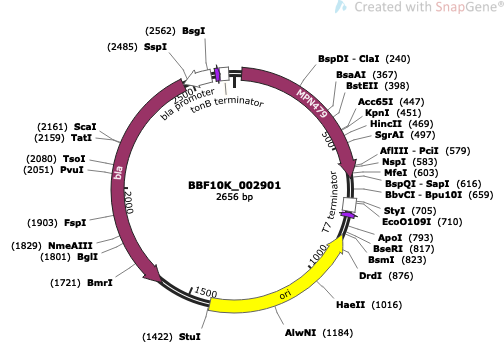 Created with SnapGene®
(2562) BsgI
(2485) SspI
BspDI - ClaI (240)
BsaAI (367)
BstEII (398)
Acc65I (447)
KpnI (451)
HincII (469)
SgrAI (497)
AflIII - PciI (579)
NspI (583)
MfeI (603)
BspQI - SapI (616)
BbvCI - Bpu10I (659)
StyI (705)
EcoO109I (710)
ApoI (793)
BseRI (817)
BsmI (823)
DrdI (876)
HaeII (1016)
AlwNI (1184)
(1422) StuI
(1721) BmrI
(1801) BglI
(1829) NmeAIII
(1903) FspI
(2051) PvuI
(2080) TsoI
(2159) TatI
(2161) ScaI
bla promoter
tonB terminator
MPN479
T7 terminator
ori
bla
500
1000
1500
2000
2500
BBF10K_002901
2656 bp